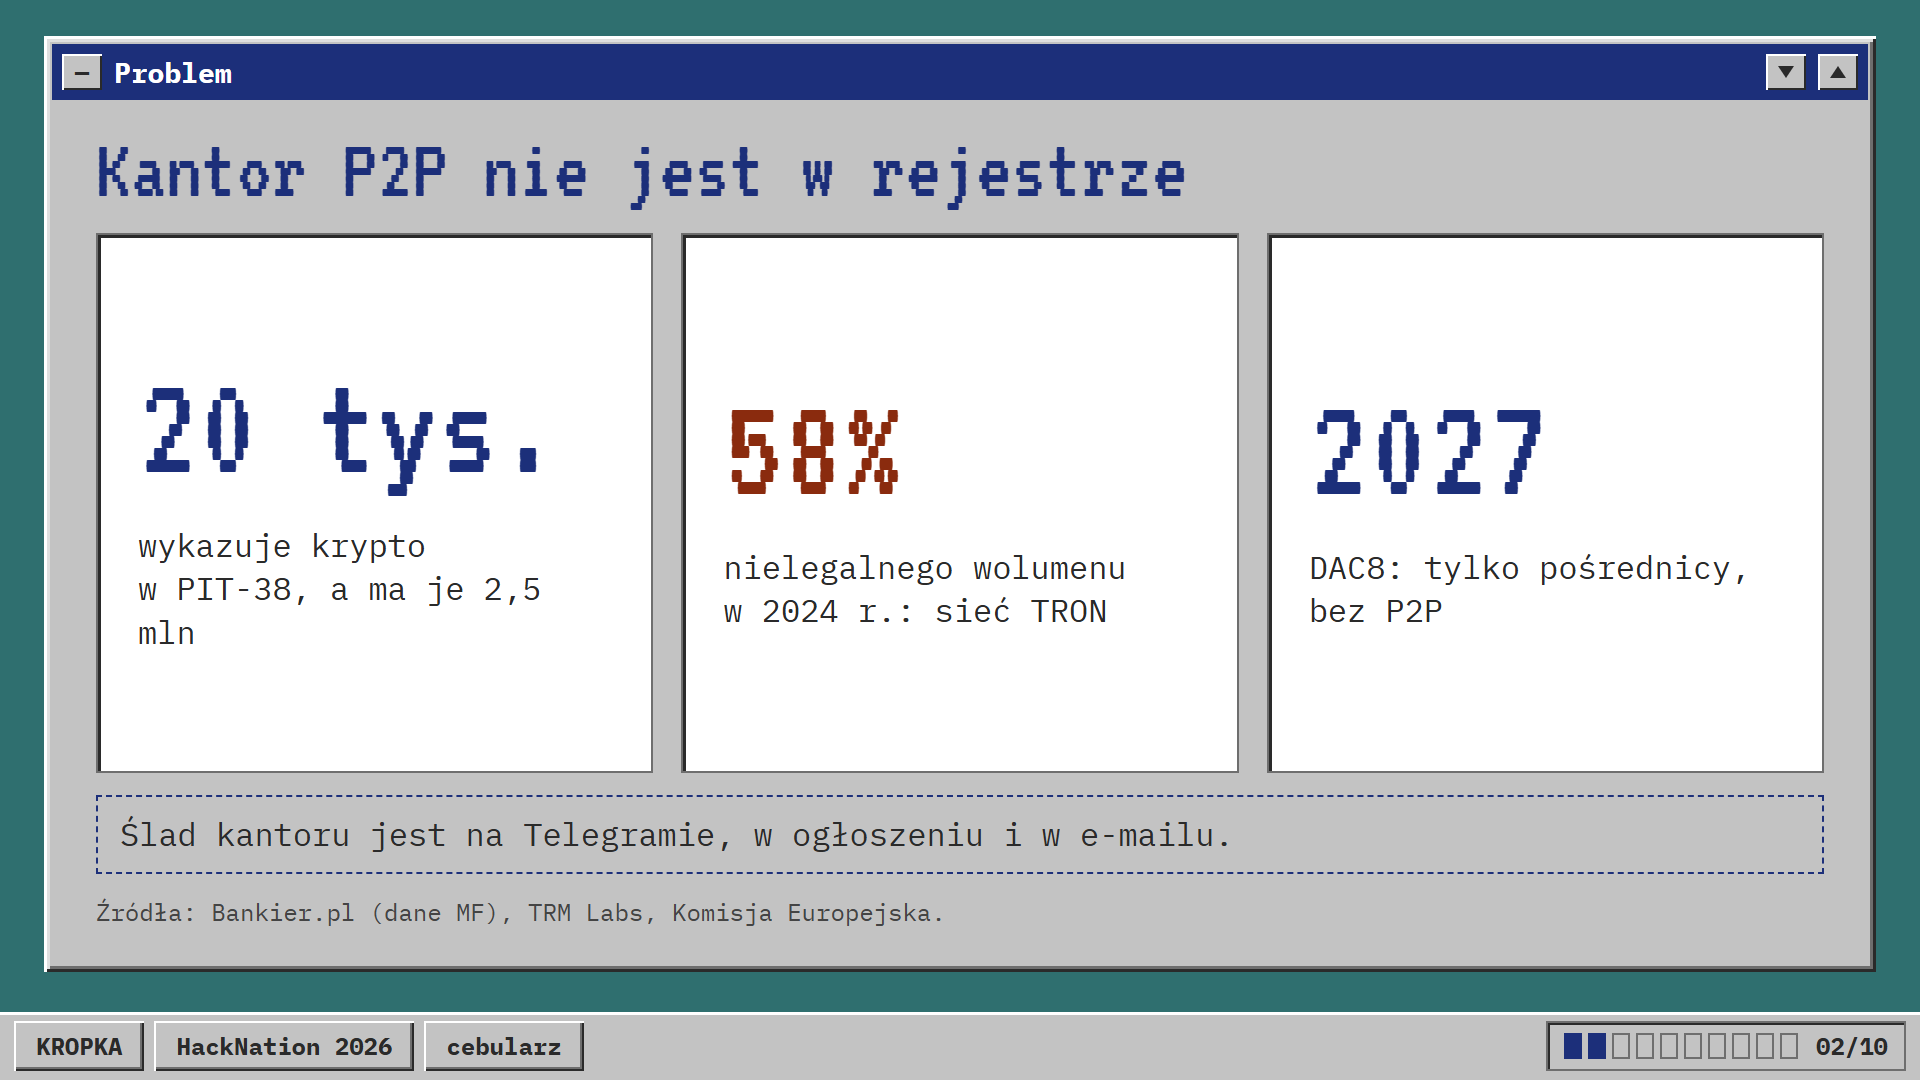 Problem
Kantor P2P nie jest w rejestrze
20 tys.
wykazuje krypto
w PIT-38, a ma je 2,5
mln
58%
nielegalnego wolumenu
w 2024 r.: sieć TRON
2027
DAC8: tylko pośrednicy,
bez P2P
Ślad kantoru jest na Telegramie, w ogłoszeniu i w e-mailu.
Źródła: Bankier.pl (dane MF), TRM Labs, Komisja Europejska.
KROPKA
HackNation 2026
cebularz
02/10